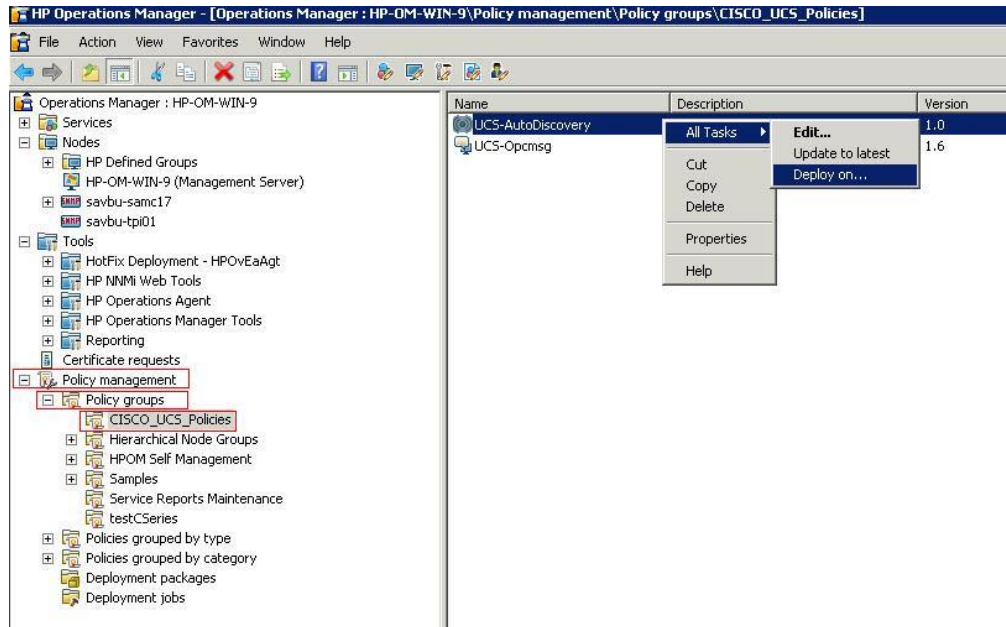 HP Operations Manager - [Operations Manager : HP-OM-WIN-9\Policy management\Policy groups\CISCO_UCS_Policies]
File Action View Favorites Window Help
Operations Manager : HP-OM-WIN-9
Services
Nodes
HP Defined Groups
HP-OM-WIN-9 (Management Server)
SNMP savbu-samc17
SNMP savbu-tpi01
Tools
HotFix Deployment - HPOvEaAgt
HP NNMi Web Tools
HP Operations Agent
HP Operations Manager Tools
Reporting
Certificate requests
Policy management
Policy groups
CISCO_UCS_Policies
Hierarchical Node Groups
HPOM Self Management
Samples
Service Reports Maintenance
testCSeries
Policies grouped by type
Policies grouped by category
Deployment packages
Deployment jobs
Name Description Version
UCS-AutoDiscovery 1.0
UCS-Opcmsg 1.6
All Tasks
Cut
Copy
Delete
Properties
Help
Edit...
Update to latest
Deploy on...